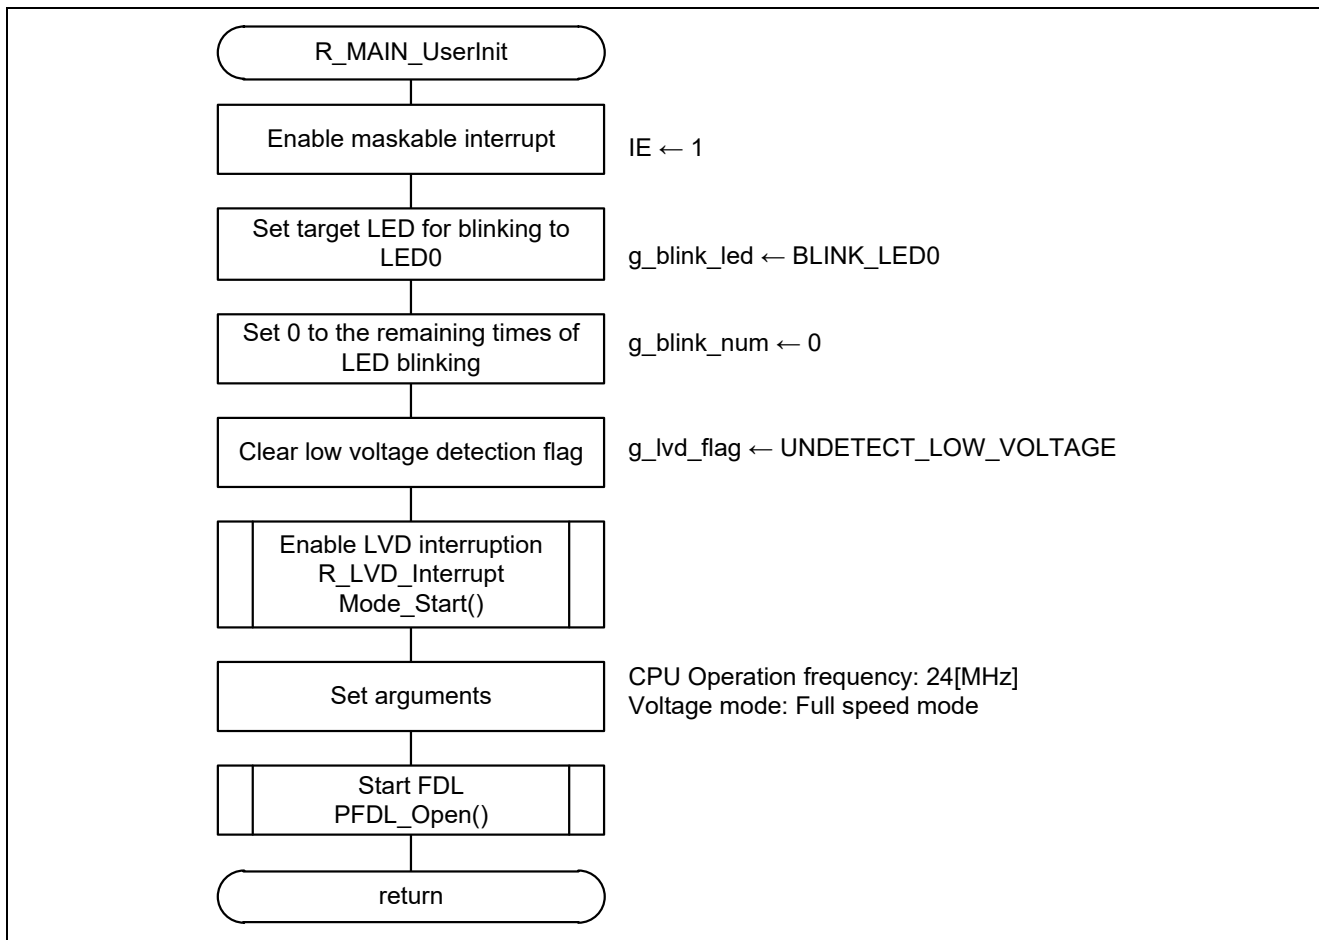 R_MAIN_UserInit
Enable maskable interrupt
IE ← 1
Set target LED for blinking to
LED0
g_blink_led ← BLINK_LED0
Set 0 to the remaining times of
LED blinking
g_blink_num ← 0
Clear low voltage detection flag
g_lvd_flag ← UNDETECT_LOW_VOLTAGE
Enable LVD interruption
R_LVD_Interrupt
Mode_Start()
Set arguments
CPU Operation frequency: 24[MHz]
Voltage mode: Full speed mode
Start FDL
PFDL_Open()
return